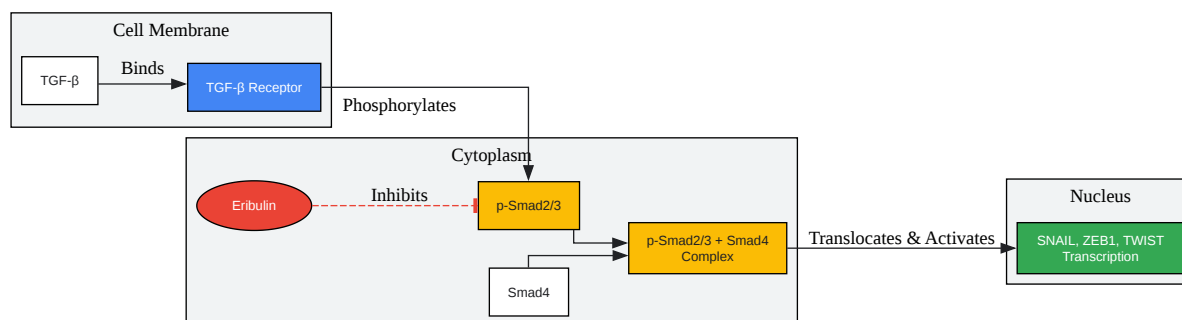 Cell Membrane
TGF-β
Binds
TGF-β Receptor
Phosphorylates
Cytoplasm
Eribulin
Inhibits
p-Smad2/3
Smad4
p-Smad2/3 + Smad4
Complex
Translocates & Activates
Nucleus
SNAIL, ZEB1, TWIST
Transcription